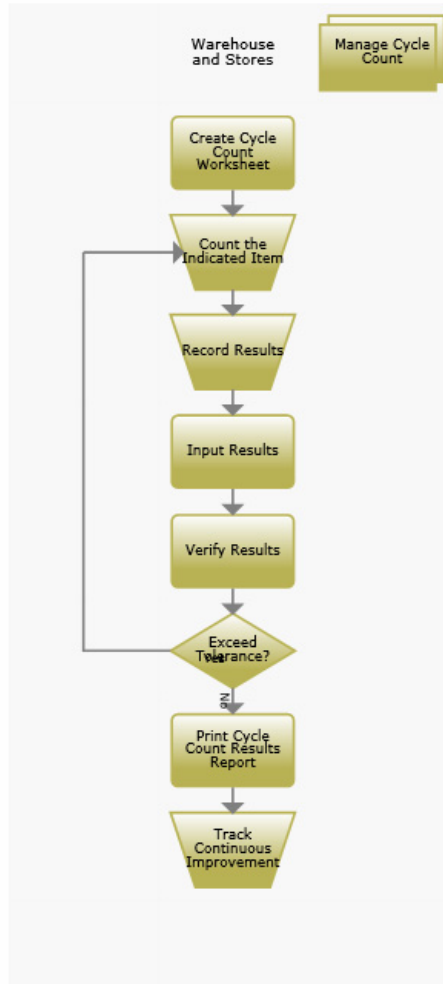 Warehouse
and Stores
Manage Cycle
Count
Create Cycle
Count
Worksheet
Count the
Indicated Item
Record Results
Input Results
Verify Results
Exceed
Tolerance?
Yes
No
Print Cycle
Count Results
Report
Track
Continuous
Improvement